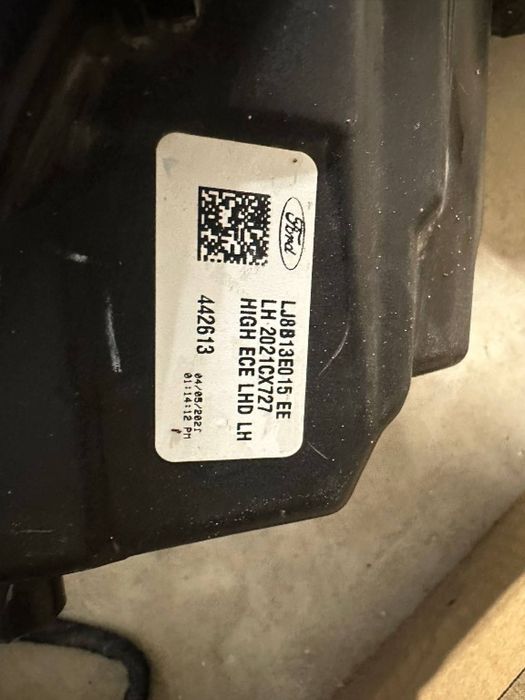 Ford
LJ8B13E015 EE
LH 2021CX727
HIGH ECE LHD LH
442613
04/05/2021
01:14:12 PM